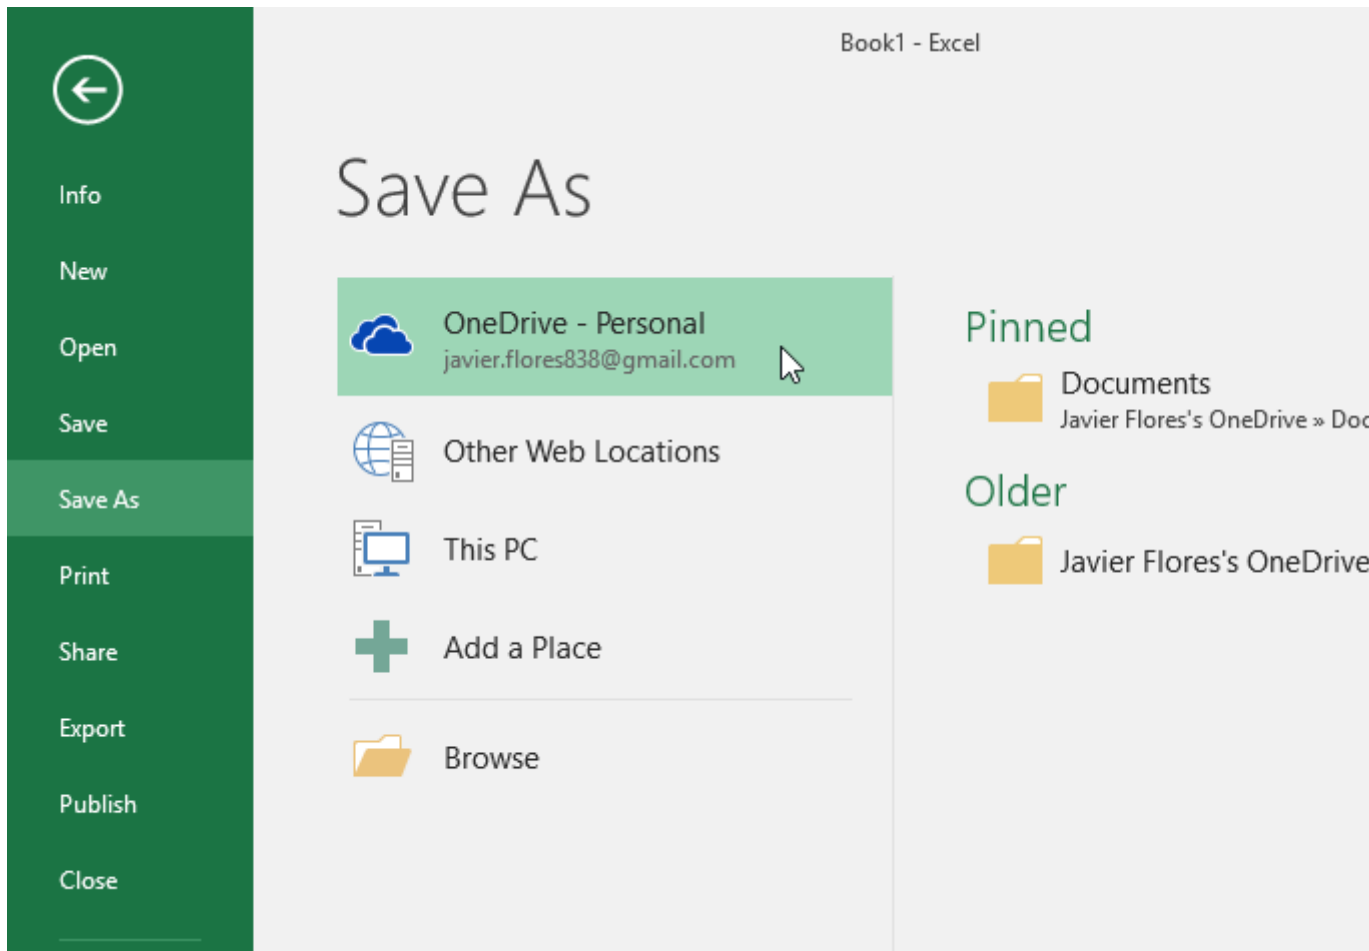 Book1 - Excel
Info
New
Open
Save
Save As
Print
Share
Export
Publish
Close
Save As
OneDrive - Personal
javier.flores838@gmail.com
Other Web Locations
This PC
Add a Place
Browse
Pinned
Documents
Javier Flores's OneDrive » Doc
Older
Javier Flores's OneDrive